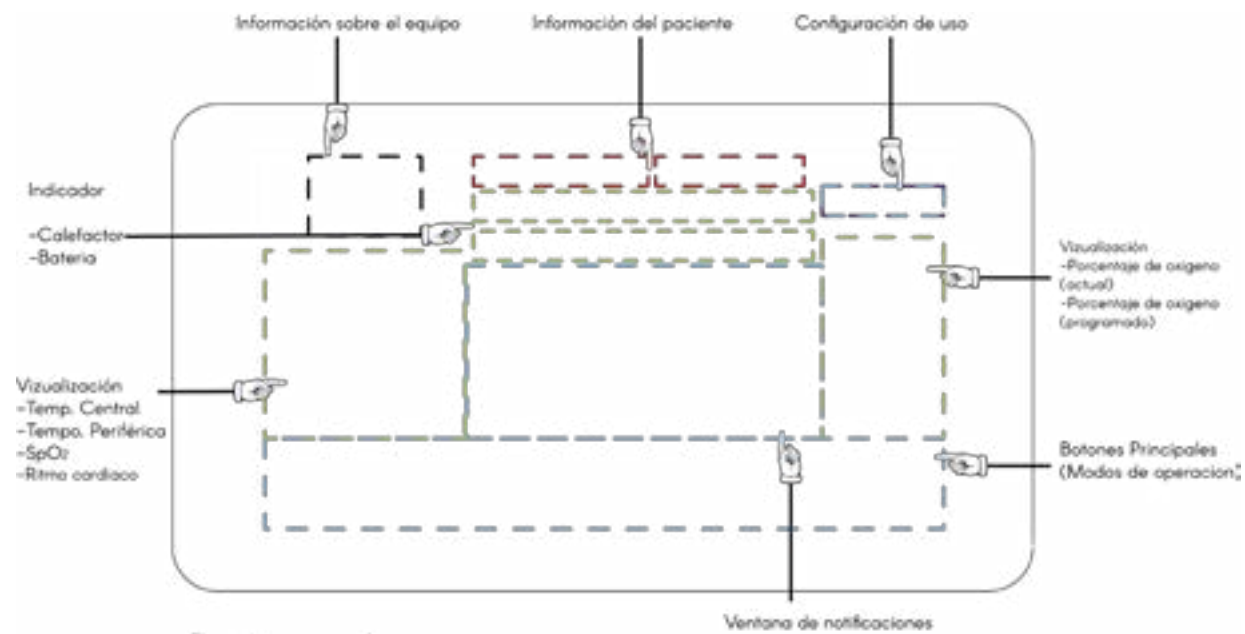 Información sobre el equipo
Información del paciente
Configuración de uso
Indicador
-Calefactor
-Bateria
Vizualización
-Porcentaje de oxigeno
(actual)
-Porcentaje de oxigeno
(programado)
Vizualización
-Temp. Central
-Tempo. Periférica
-SpO2
-Ritmo cardiaco
Botones Principales
(Modos de operacion
Ventana de notificaciones